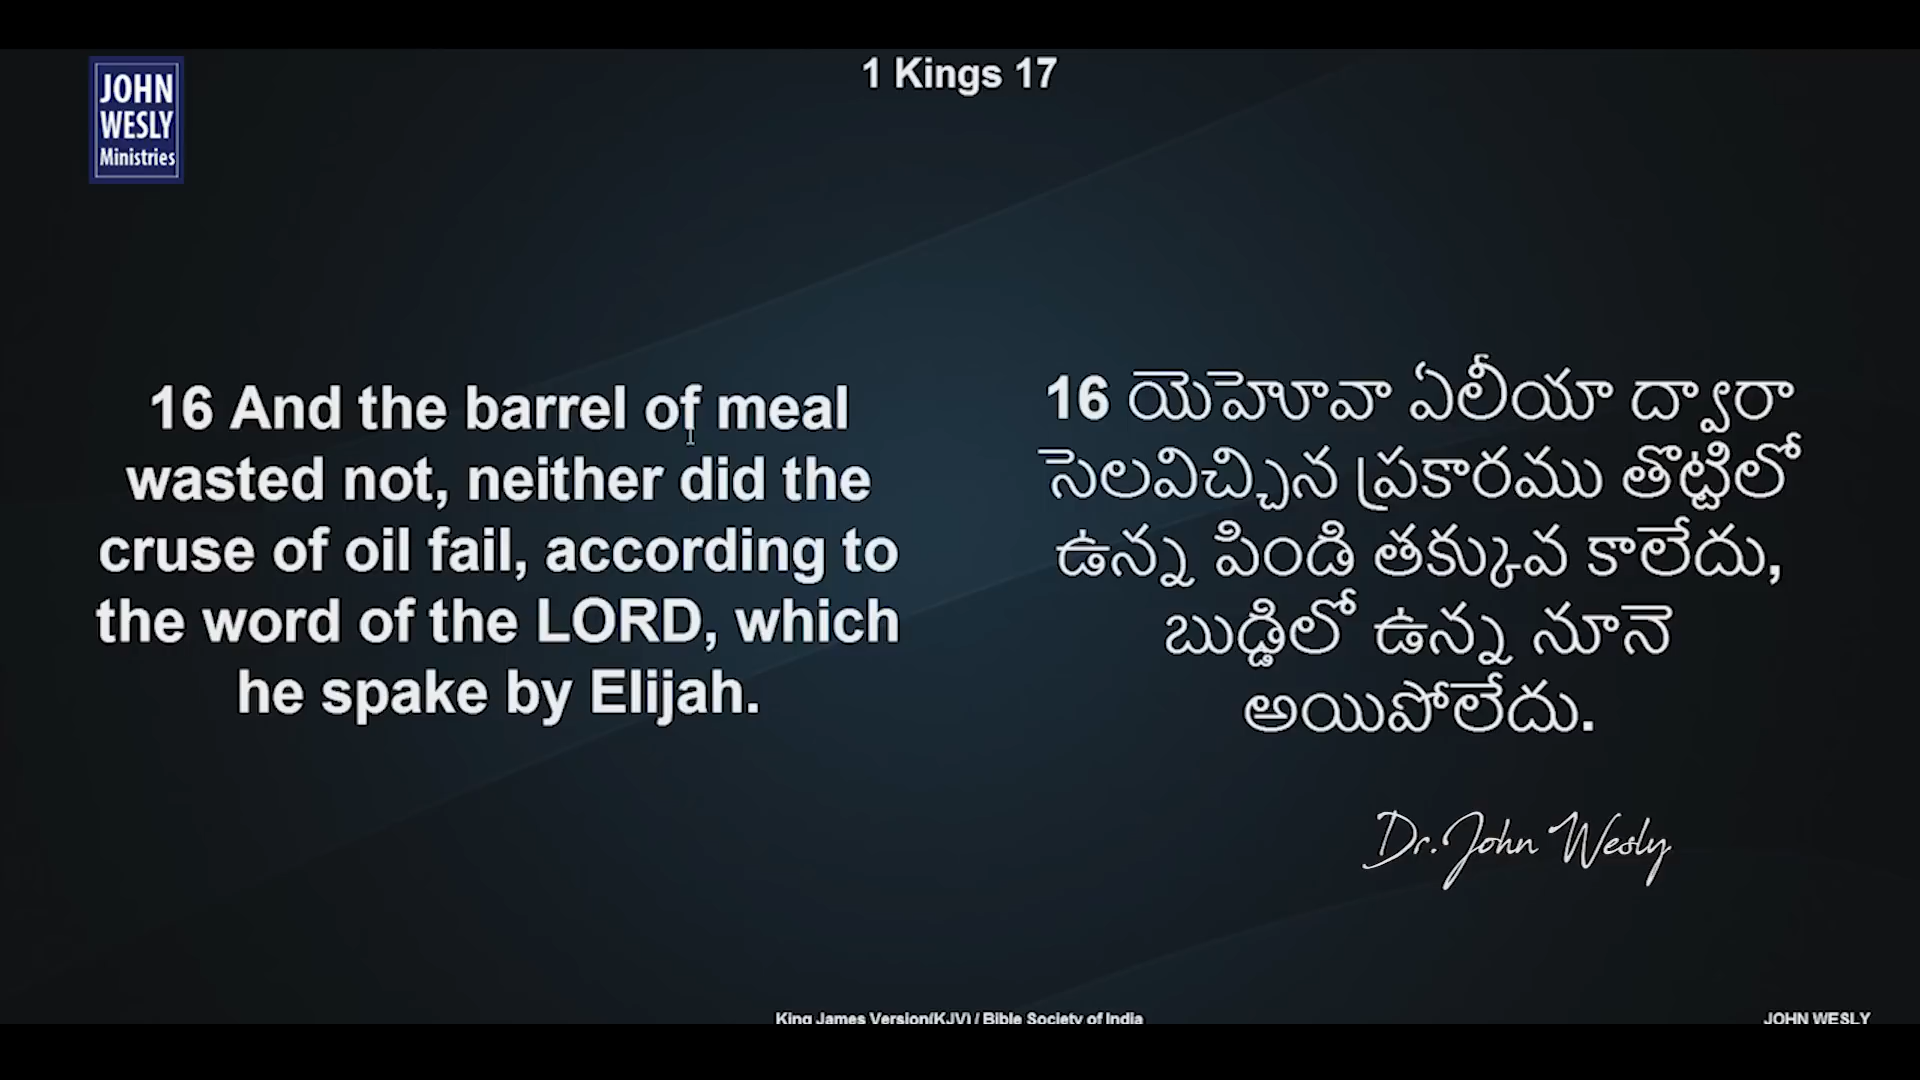 1 Kings 17
JOHN
WESLY
Ministries
16 And the barrel of meal
wasted not, neither did the
cruse of oil fail, according to
the word of the LORD, which
he spake by Elijah.
16 యెహెూవా ఏలీయా ద్వారా
సెలవిచ్చిన ప్రకారము తొట్టిలో
ఉన్న పిండి తక్కువ కాలేదు,
బుడ్డిలో ఉన్న నూనె
అయిపోలేదు.
Dr. John Wesly
King James Version(KJV) / Bible Society of India
JOHN WESLY